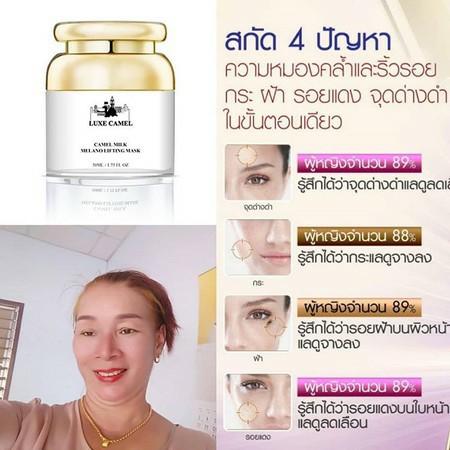 LUXE CAMEL
CAMEL MILK
MELANO LIFTING MASK
50ML / 1.75 FL OZ
สกัด 4 ปัญหา
ความหมองคล้ำและริ้วรอย
กระ ฝ้า รอยแดง จุดด่างดำ
ในขั้นตอนเดียว
ผู้หญิงจำนวน 89%
รู้สึกได้ว่าจุดด่างดำแลดูลดเ
จุดด่างดำ
ผู้หญิงจำนวน 88%
รู้สึกได้ว่ากระแลดูจางลง
กระ
ผู้หญิงจำนวน 89%
รู้สึกได้ว่ารอยฝ้าบนผิวหน้า
แลดูจางลง
ฝ้า
ผู้หญิงจำนวน 89%
รู้สึกได้ว่ารอยแดงบนใบหน้า
แลดูลดเลือน
รอยแดง